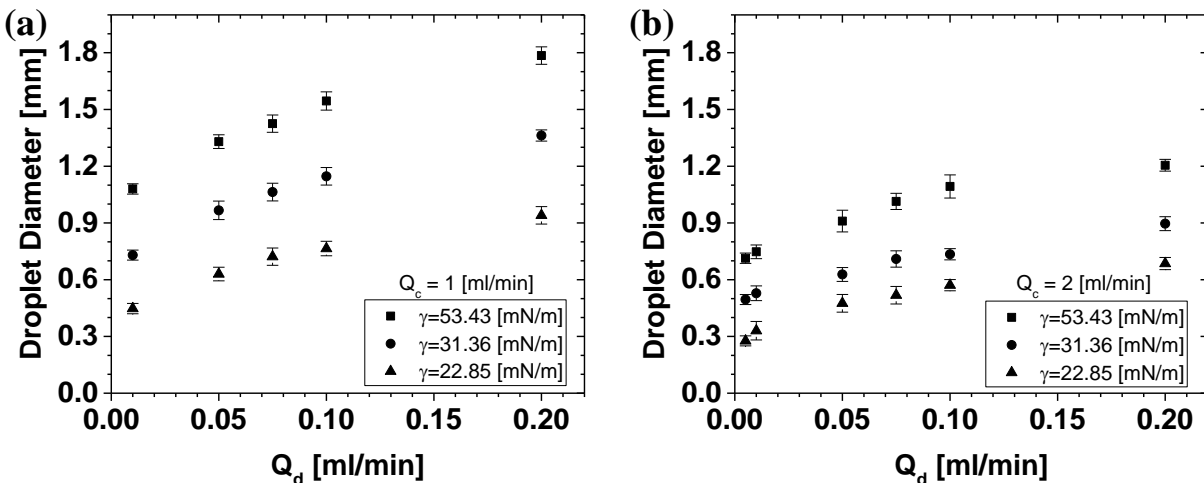 (a)
Droplet Diameter [mm]
1.8
1.5
1.2
0.9
0.6
0.3
0.0
Q_c = 1 [ml/min]
γ=53.43 [mN/m]
γ=31.36 [mN/m]
γ=22.85 [mN/m]
0.00 0.05 0.10 0.15 0.20
Q_d [ml/min]
(b)
Droplet Diameter [mm]
1.8
1.5
1.2
0.9
0.6
0.3
0.0
Q_c = 2 [ml/min]
γ=53.43 [mN/m]
γ=31.36 [mN/m]
γ=22.85 [mN/m]
0.00 0.05 0.10 0.15 0.20
Q_d [ml/min]